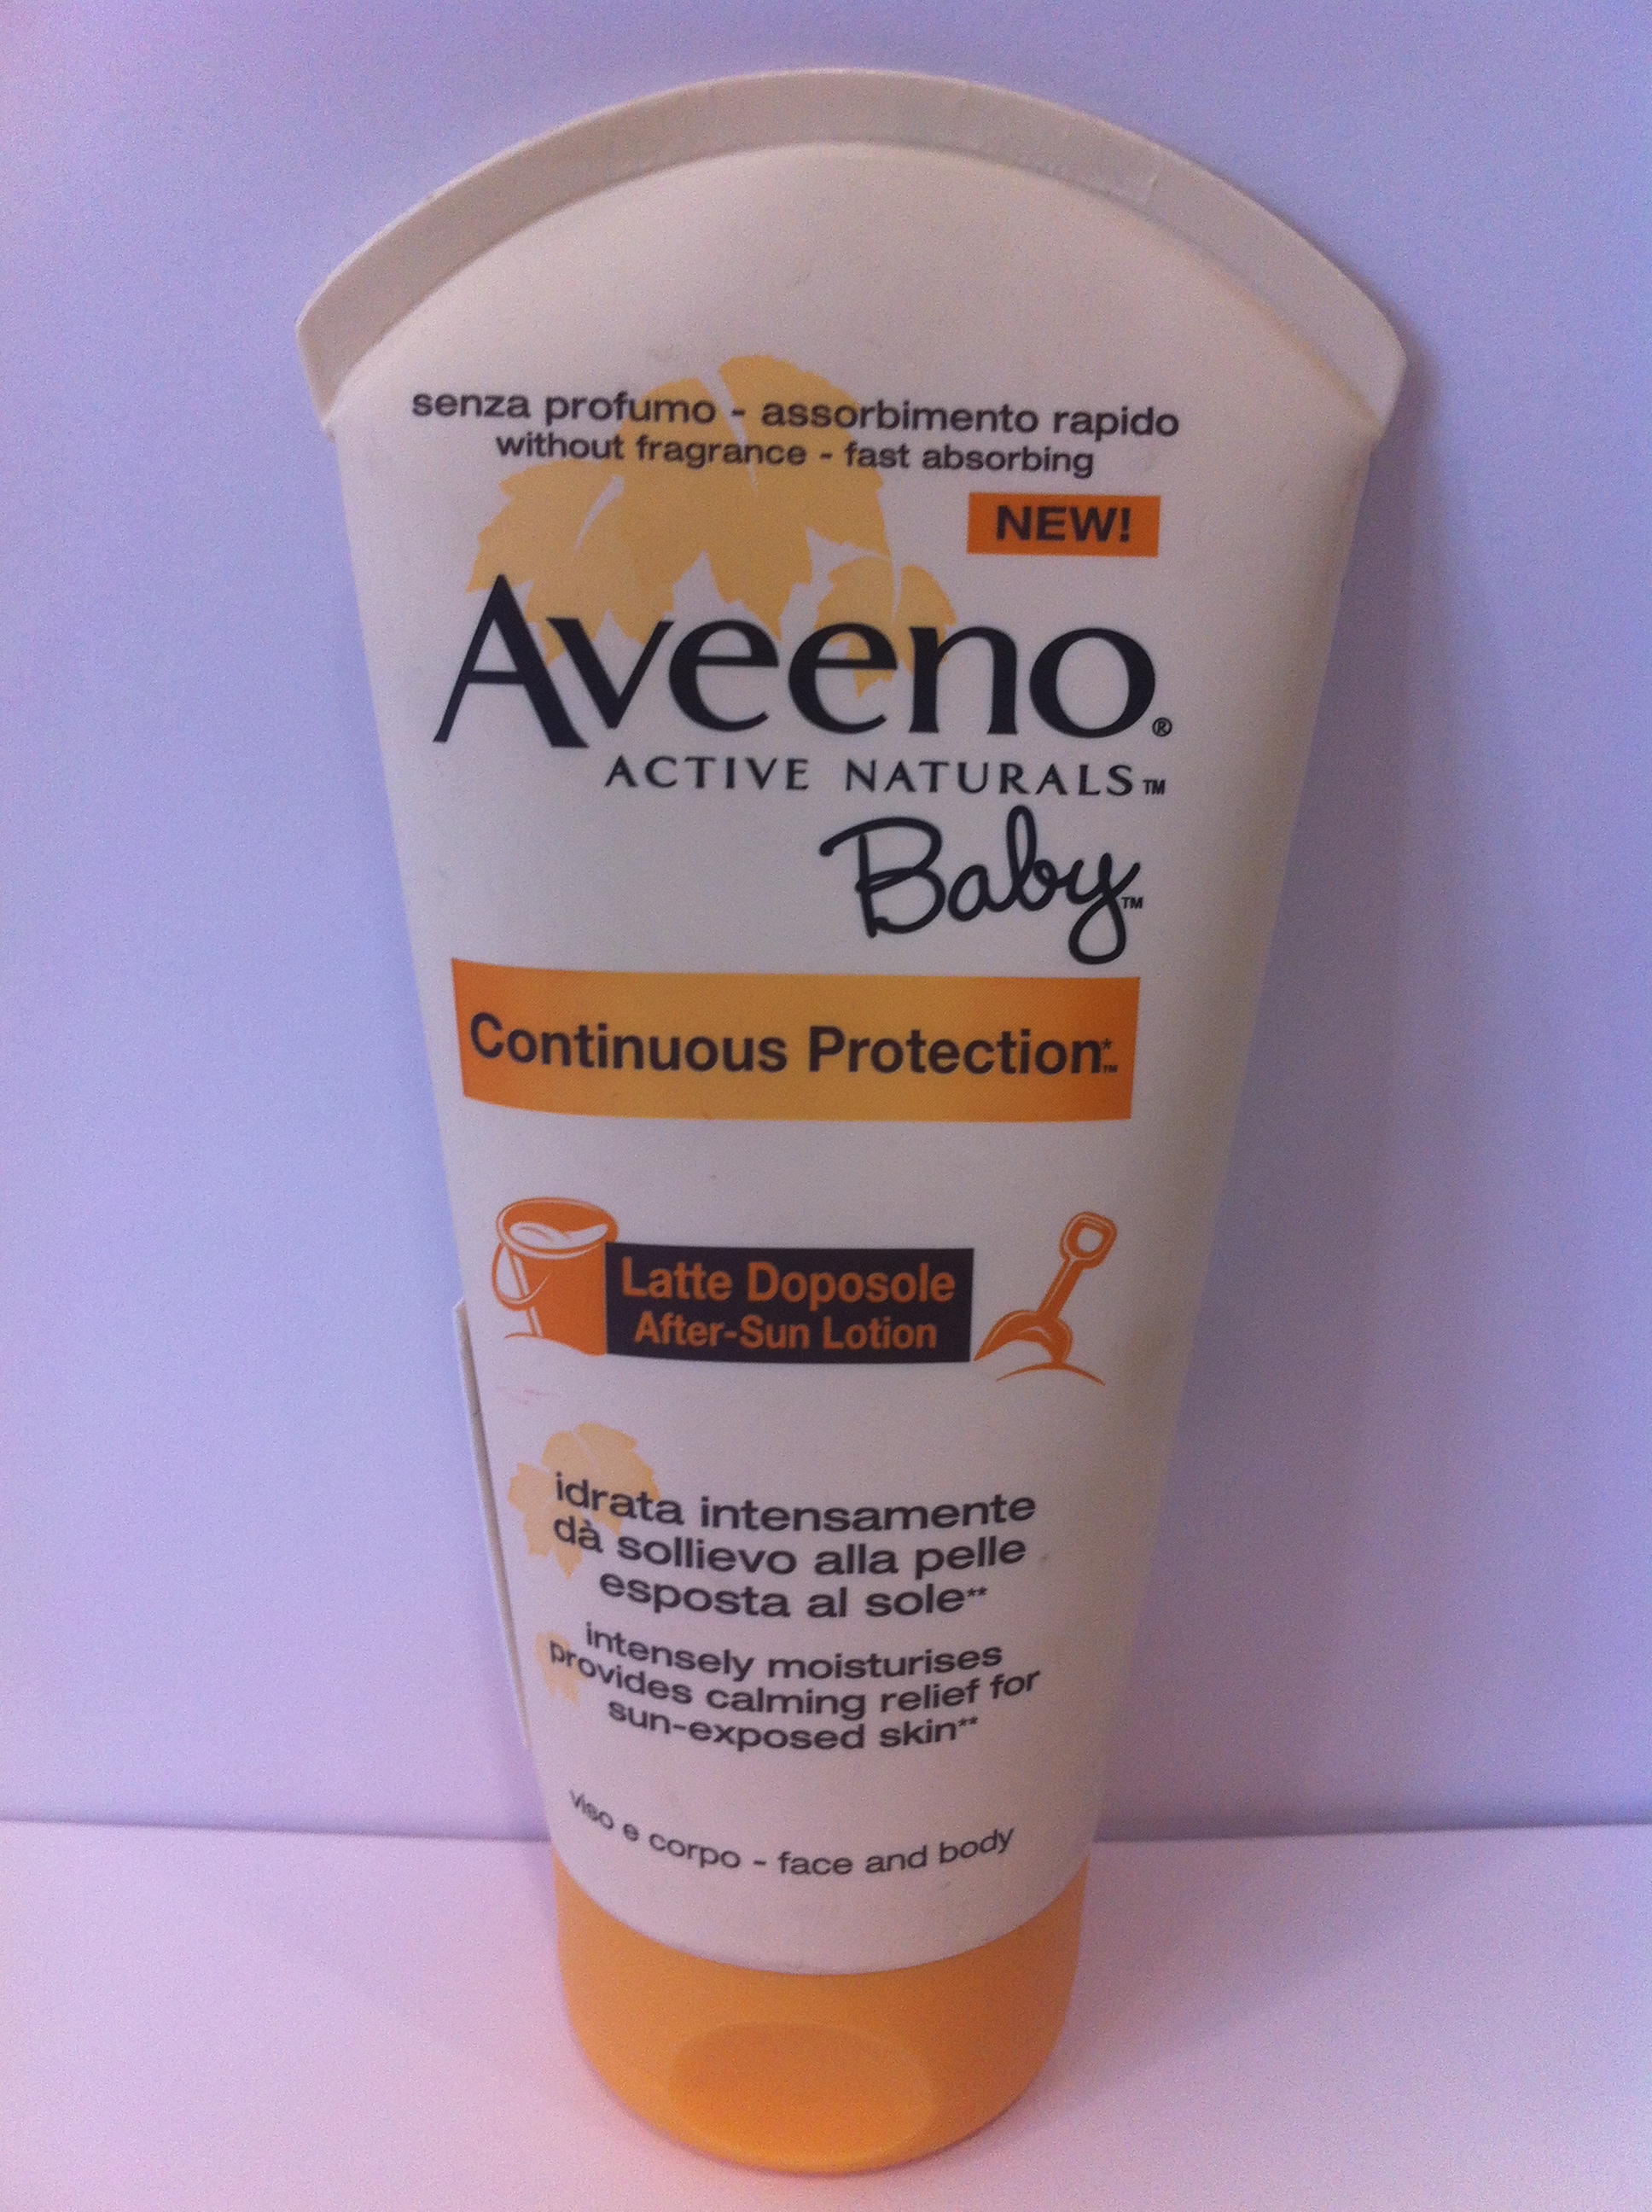 senza profumo - assorbimento rapido
without fragrance - fast absorbing
NEW!
Aveeno®
ACTIVE NATURALS™
Baby™
Continuous Protection*™
Latte Doposole
After-Sun Lotion
idrata intensamente
dà sollievo alla pelle
esposta al sole**
intensely moisturises
provides calming relief for
sun-exposed skin**
viso e corpo - face and body